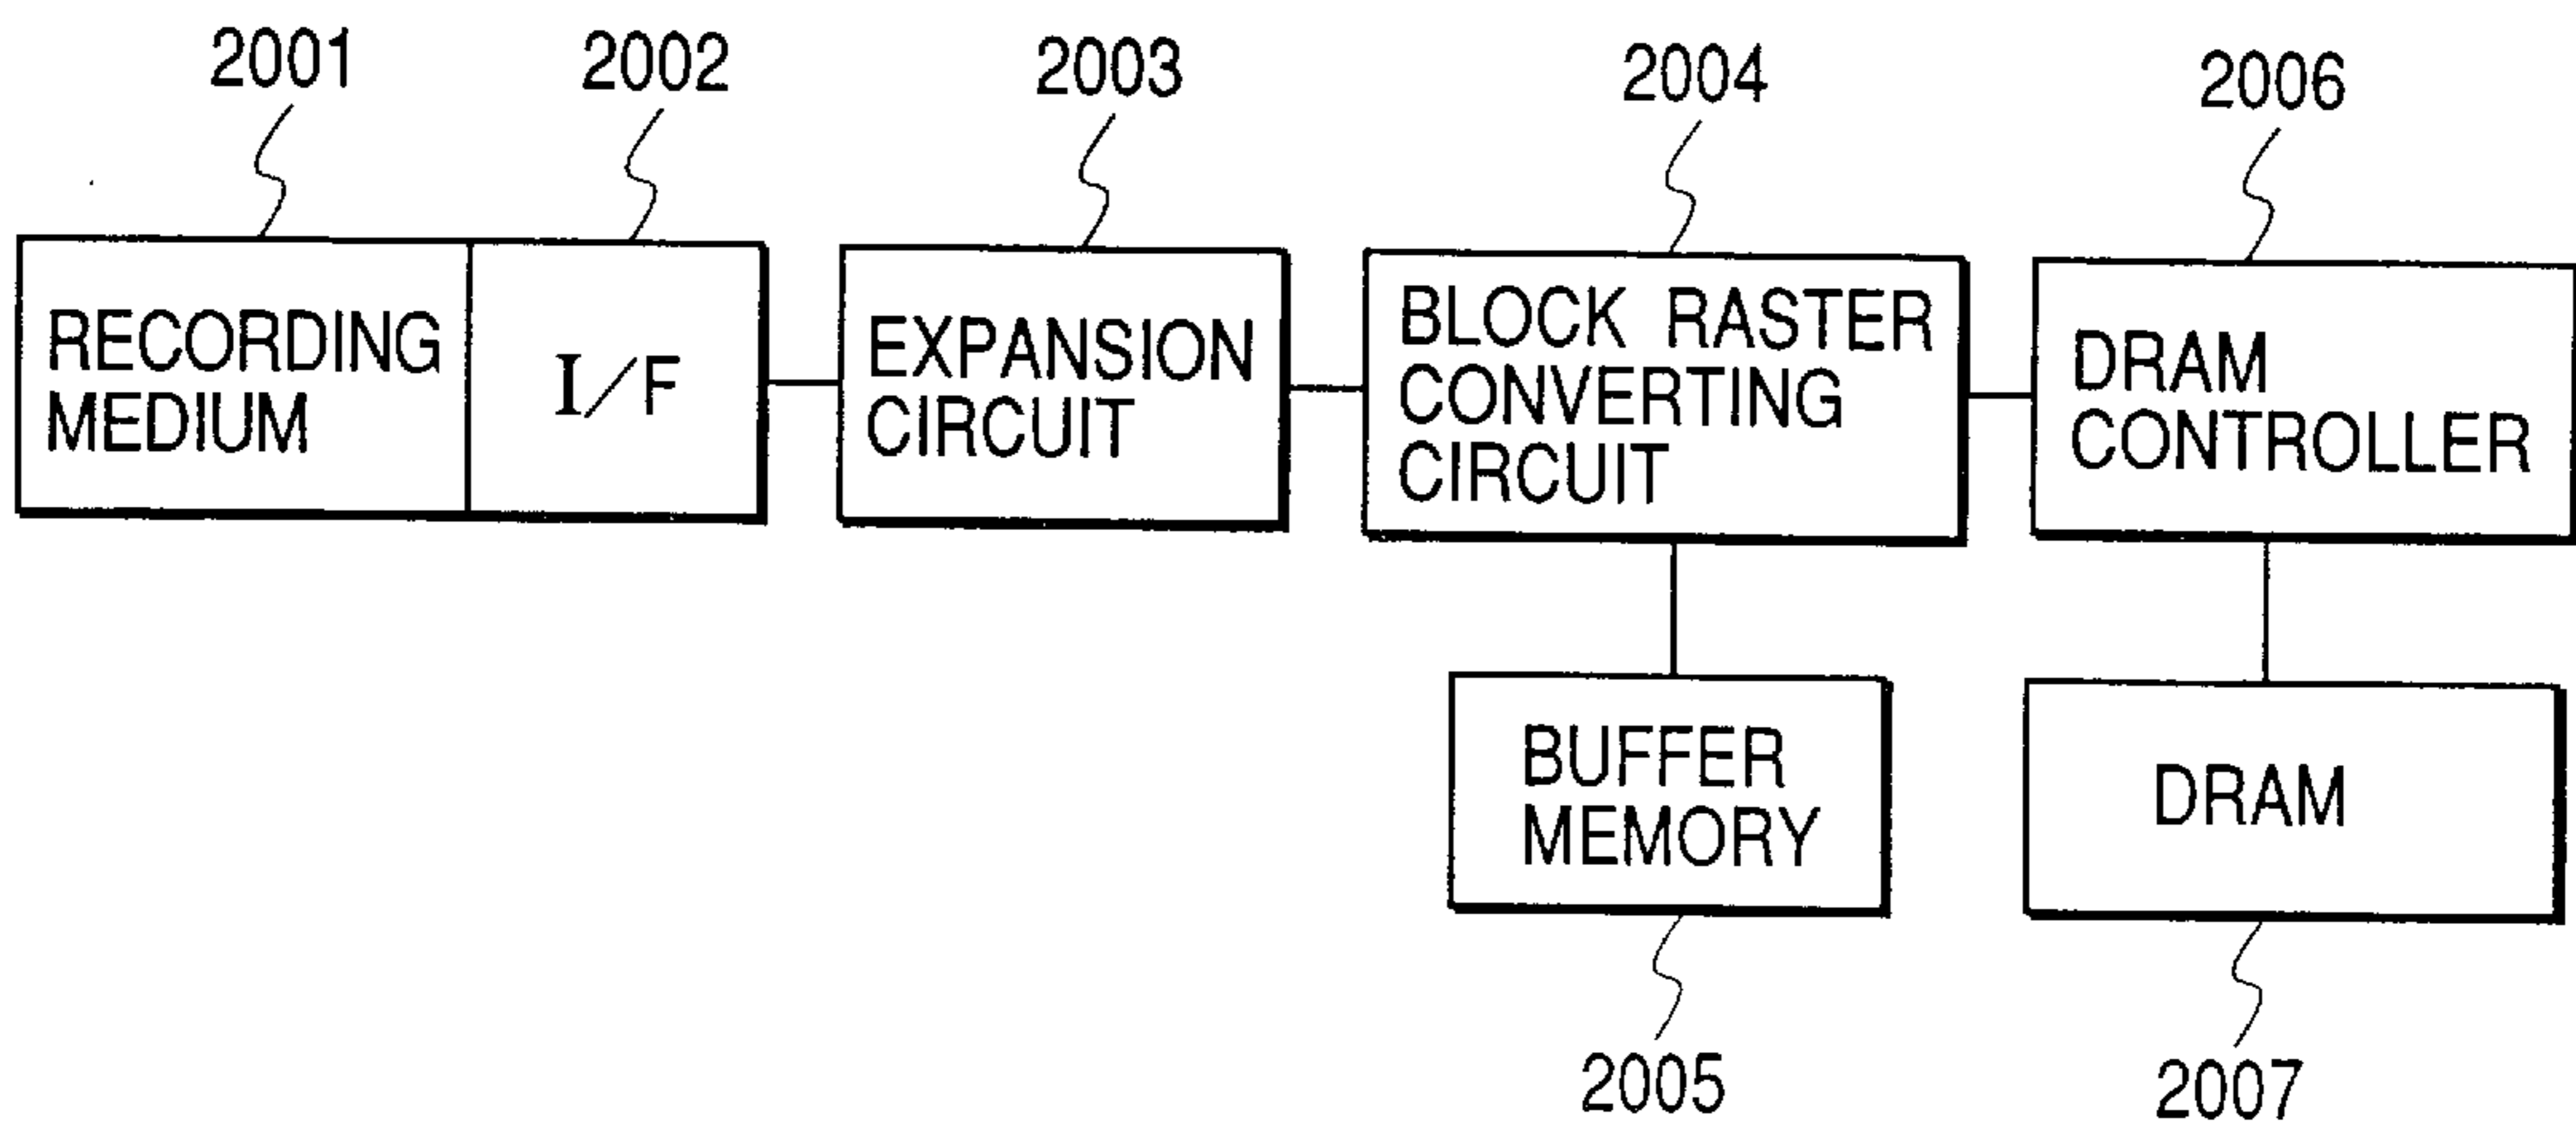 2001
2002
2003
2004
2006
RECORDING
MEDIUM
I/F
EXPANSION
CIRCUIT
BLOCK RASTER
CONVERTING
CIRCUIT
DRAM
CONTROLLER
BUFFER
MEMORY
DRAM
2005
2007